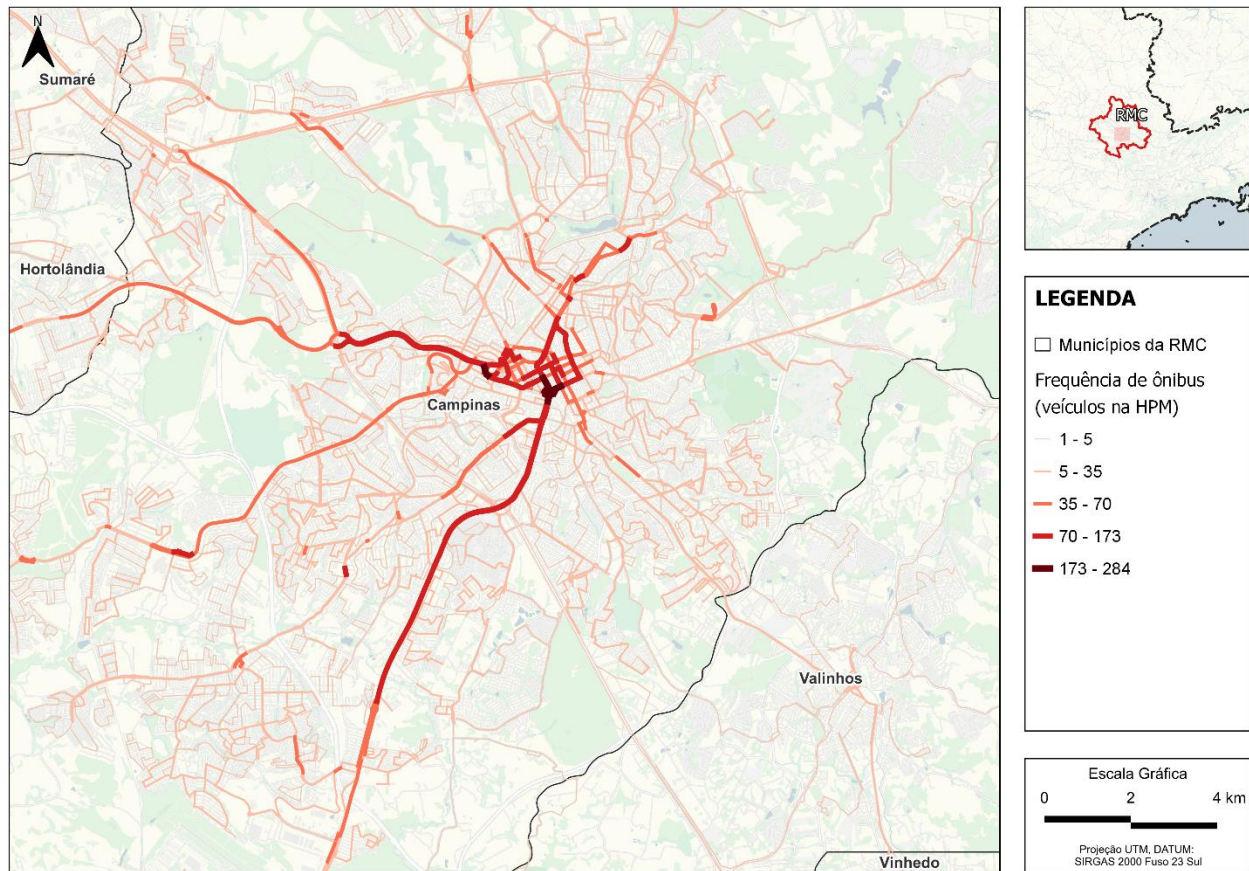 N
Sumaré
Hortolândia
Campinas
Valinhos
Vinhedo
RMC
LEGENDA
Municípios da RMC
Frequência de ônibus
(veículos na HPM)
1 - 5
5 - 35
35 - 70
70 - 173
173 - 284
Escala Gráfica
0 2 4 km
Projeção UTM, DATUM:
SIRGAS 2000 Fuso 23 Sul